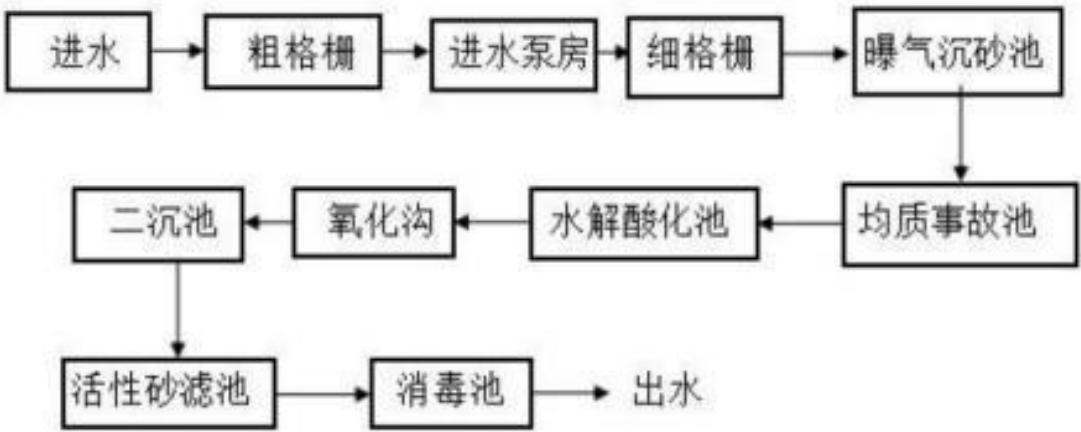 进水 粗格栅 进水泵房 细格栅 曝气沉砂池
二沉池 氧化沟 水解酸化池 均质事故池
活性砂滤池 消毒池 出水